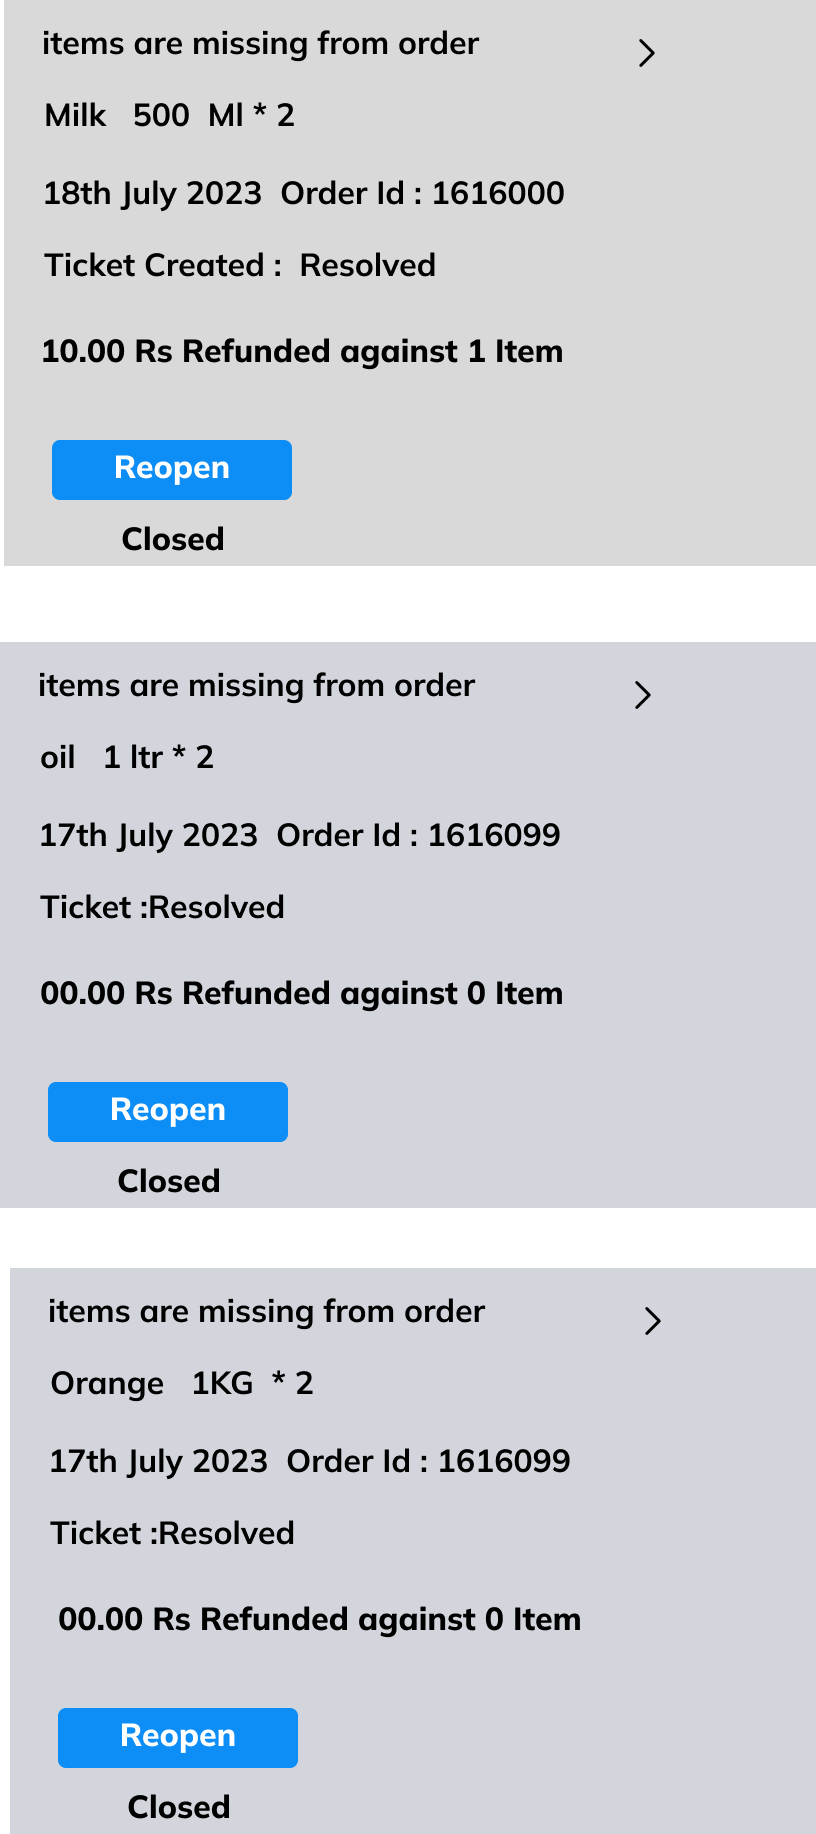 items are missing from order
Milk 500 Ml * 2
18th July 2023 Order Id : 1616000
Ticket Created : Resolved
10.00 Rs Refunded against 1 Item
Reopen
Closed
items are missing from order
oil 1 ltr * 2
17th July 2023 Order Id : 1616099
Ticket :Resolved
00.00 Rs Refunded against 0 Item
Reopen
Closed
items are missing from order
Orange 1KG * 2
17th July 2023 Order Id : 1616099
Ticket :Resolved
00.00 Rs Refunded against 0 Item
Reopen
Closed